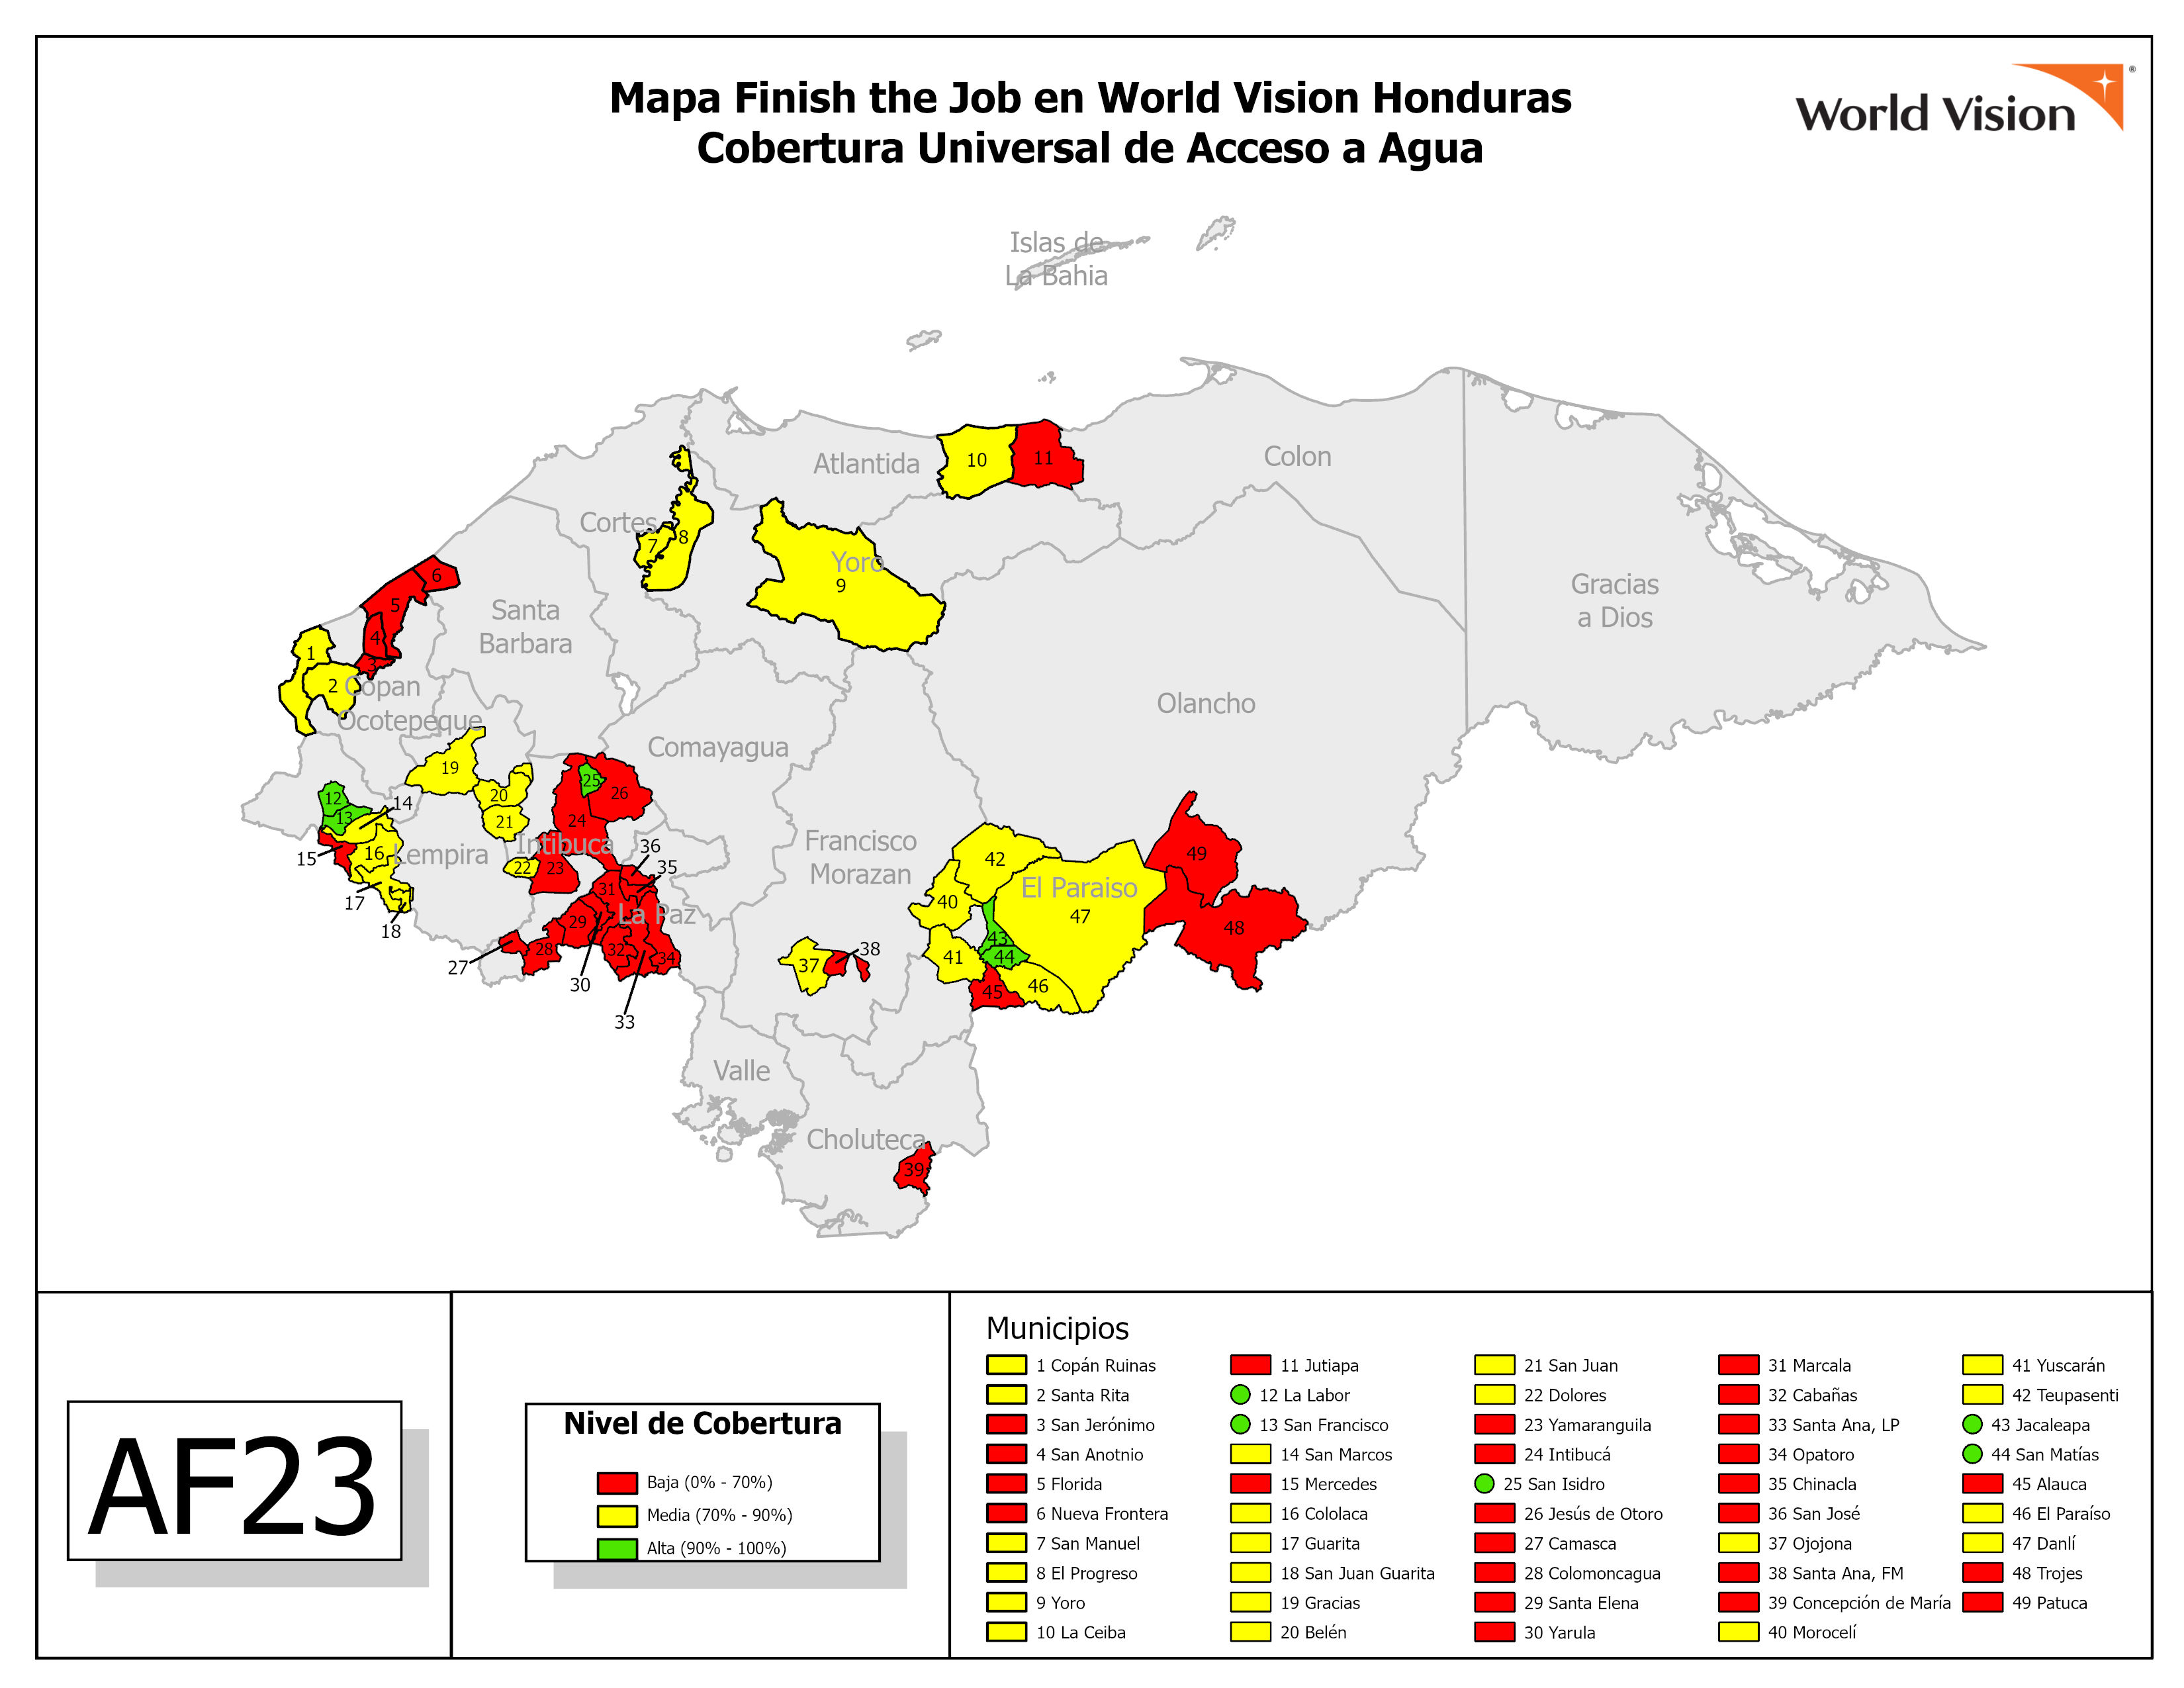 Mapa Finish the Job en World Vision Honduras
Cobertura Universal de Acceso a Agua
World Vision
®
Islas de
La Bahia
Atlantida
Colon
Cortes
Yoro
Gracias
a Dios
Santa
Barbara
Copan
Ocotepeque
Olancho
Comayagua
Intibuca
Lempira
Francisco
Morazan
El Paraiso
La Paz
Valle
Choluteca
10
11
7
8
9
6
5
4
3
1
2
19
20
21
12
13
14
15
16
17
18
25
26
24
22
23
36
35
31
29
28
27
30
32
33
34
37
38
42
40
43
44
41
45
46
47
49
48
39
AF23
Nivel de Cobertura
Baja (0% - 70%)
Media (70% - 90%)
Alta (90% - 100%)
Municipios
1 Copán Ruinas
2 Santa Rita
3 San Jerónimo
4 San Anotnio
5 Florida
6 Nueva Frontera
7 San Manuel
8 El Progreso
9 Yoro
10 La Ceiba
11 Jutiapa
12 La Labor
13 San Francisco
14 San Marcos
15 Mercedes
16 Cololaca
17 Guarita
18 San Juan Guarita
19 Gracias
20 Belén
21 San Juan
22 Dolores
23 Yamaranguila
24 Intibucá
25 San Isidro
26 Jesús de Otoro
27 Camasca
28 Colomoncagua
29 Santa Elena
30 Yarula
31 Marcala
32 Cabañas
33 Santa Ana, LP
34 Opatoro
35 Chinacla
36 San José
37 Ojojona
38 Santa Ana, FM
39 Concepción de María
40 Morocelí
41 Yuscarán
42 Teupasenti
43 Jacaleapa
44 San Matías
45 Alauca
46 El Paraíso
47 Danlí
48 Trojes
49 Patuca